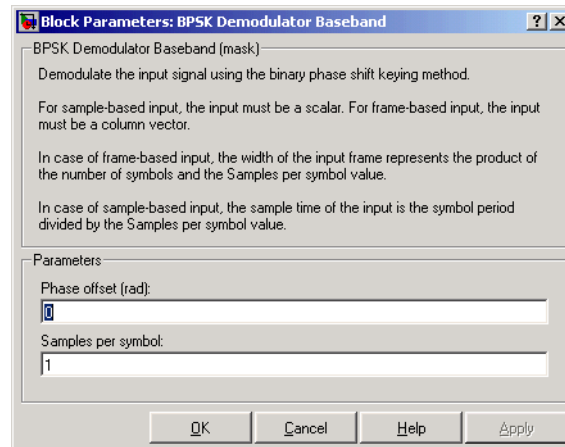 Block Parameters: BPSK Demodulator Baseband
BPSK Demodulator Baseband (mask)
Demodulate the input signal using the binary phase shift keying method.
For sample-based input, the input must be a scalar. For frame-based input, the input
must be a column vector.
In case of frame-based input, the width of the input frame represents the product of
the number of symbols and the Samples per symbol value.
In case of sample-based input, the sample time of the input is the symbol period
divided by the Samples per symbol value.
Parameters
Phase offset (rad):
0
Samples per symbol:
1
OK Cancel Help Apply